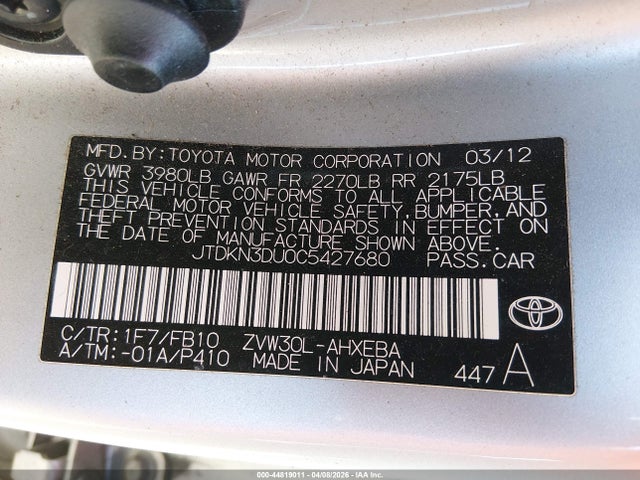 MFD.BY:TOYOTA MOTOR CORPORATION 03/12
GVWR 3980LB GAWR FR 2270LB RR 2175LB
THIS VEHICLE CONFORMS TO ALL APPLICABLE
FEDERAL MOTOR VEHICLE SAFETY,BUMPER,AND
THEFT PREVENTION STANDARDS IN EFFECT ON
THE DATE OF MANUFACTURE SHOWN ABOVE.
JTDKN3DU0C5427680 PASS.CAR
C/TR:1F7/FB10 ZVW30L-AHXEBA
A/TM:-01A/P410 MADE IN JAPAN 447 A
000-44819011 - 04/08/2026 - IAA Inc.